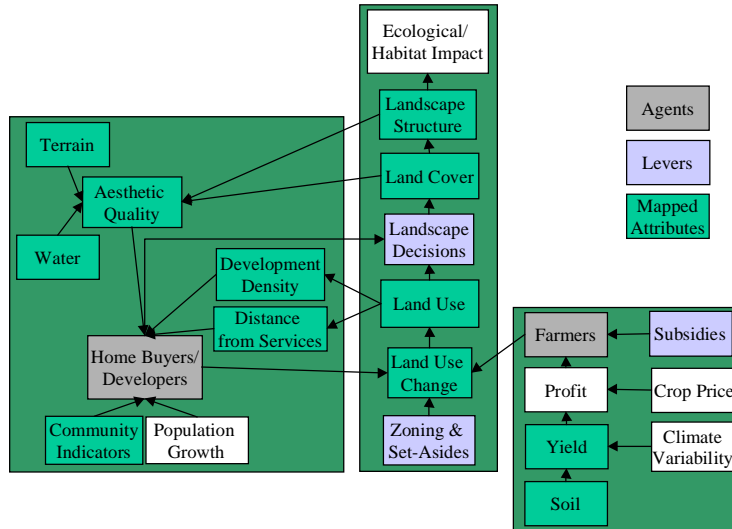 Ecological/
Habitat Impact
Landscape
Structure
Land Cover
Landscape
Decisions
Land Use
Land Use
Change
Zoning &
Set-Asides
Terrain
Aesthetic
Quality
Water
Development
Density
Distance
from Services
Home Buyers/
Developers
Community
Indicators
Population
Growth
Agents
Levers
Mapped
Attributes
Farmers
Subsidies
Profit
Crop Price
Yield
Climate
Variability
Soil